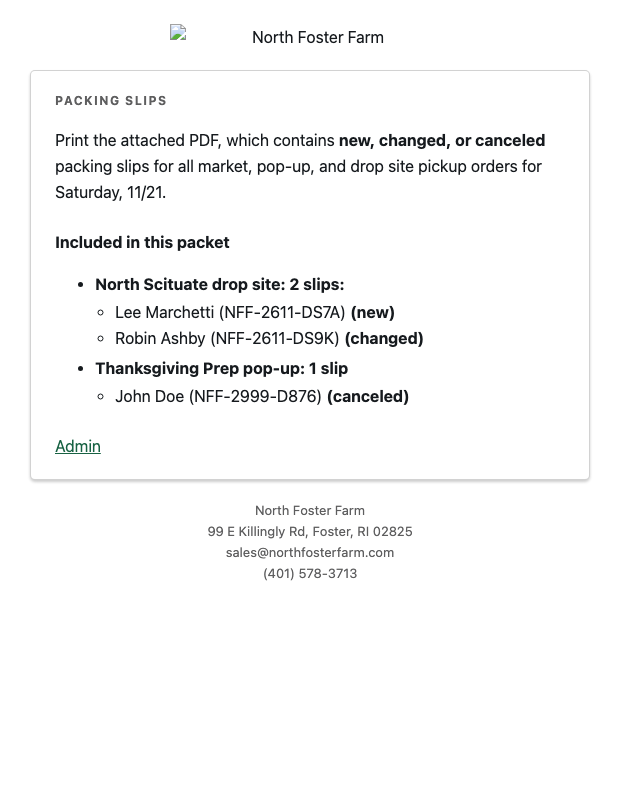 North Foster Farm
PACKING SLIPS
Print the attached PDF, which contains new, changed, or canceled
packing slips for all market, pop-up, and drop site pickup orders for
Saturday, 11/21.
Included in this packet
• North Scituate drop site: 2 slips:
◦ Lee Marchetti (NFF-2611-DS7A) (new)
◦ Robin Ashby (NFF-2611-DS9K) (changed)
• Thanksgiving Prep pop-up: 1 slip
◦ John Doe (NFF-2999-D876) (canceled)
Admin
North Foster Farm
99 E Killingly Rd, Foster, RI 02825
sales@northfosterfarm.com
(401) 578-3713